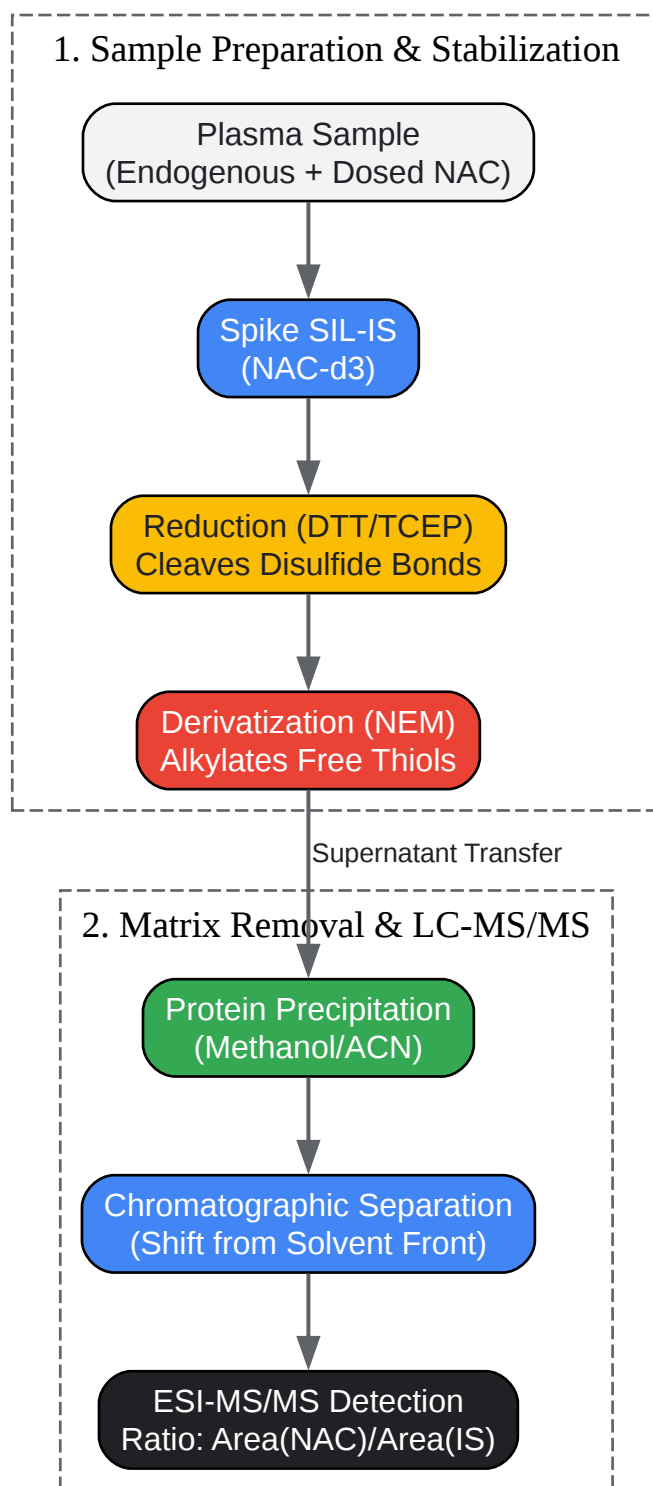 1. Sample Preparation & Stabilization
Plasma Sample
(Endogenous + Dosed NAC)
Spike SIL-IS
(NAC-d3)
Reduction (DTT/TCEP)
Cleaves Disulfide Bonds
Derivatization (NEM)
Alkylates Free Thiols
Supernatant Transfer
2. Matrix Removal & LC-MS/MS
Protein Precipitation
(Methanol/ACN)
Chromatographic Separation
(Shift from Solvent Front)
ESI-MS/MS Detection
Ratio: Area(NAC)/Area(IS)